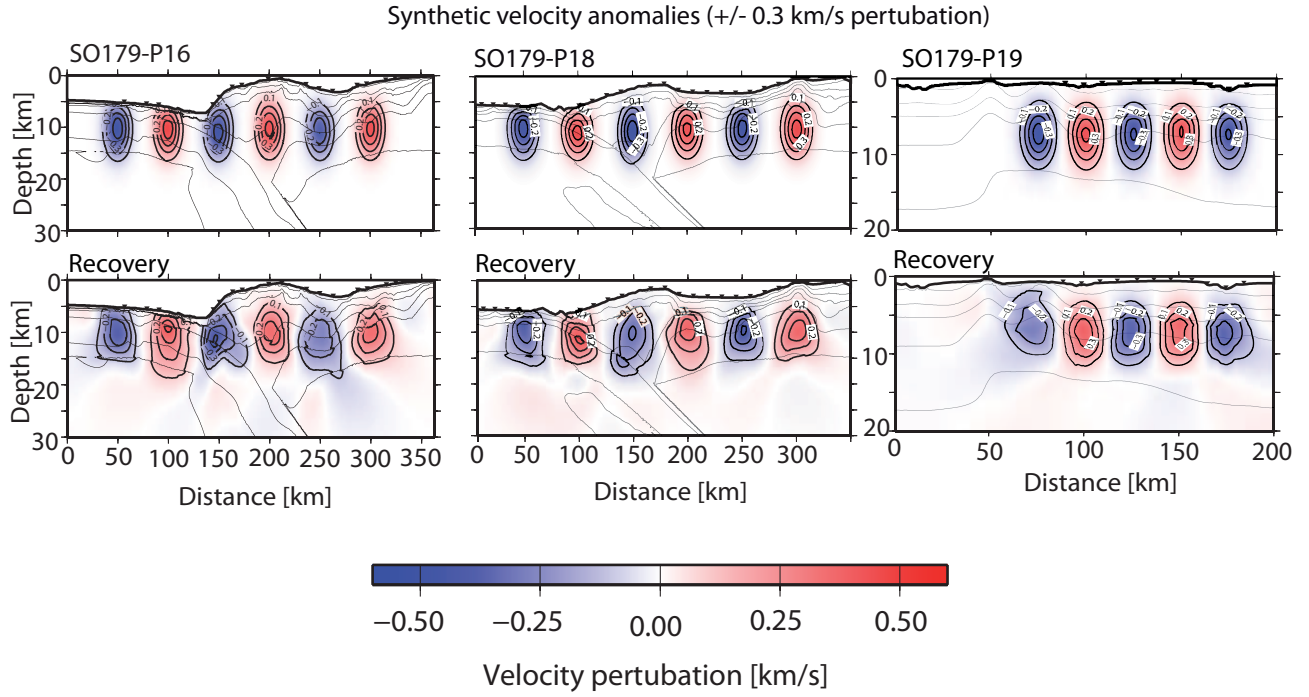 Synthetic velocity anomalies (+/- 0.3 km/s pertubation)
SO179-P16
SO179-P18
SO179-P19
Depth [km]
0
10
20
30
0
10
20
Recovery
Recovery
Recovery
Depth [km]
0
10
20
30
0
10
20
0 50 100 150 200 250 300 350
0 50 100 150 200 250 300
0 50 100 150 200
Distance [km]
Distance [km]
Distance [km]
−0.50 −0.25 0.00 0.25 0.50
Velocity pertubation [km/s]